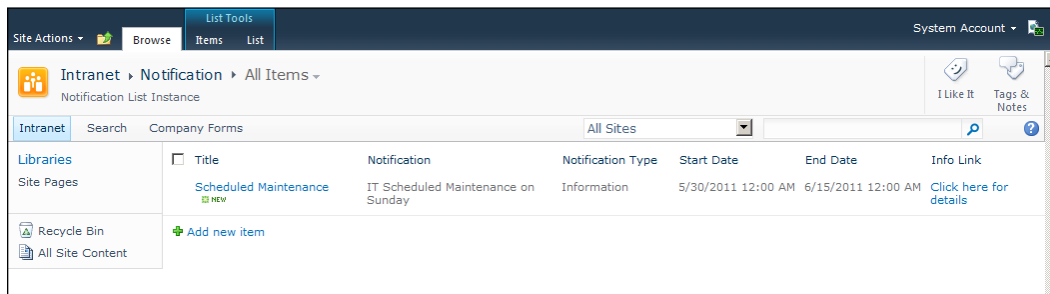 List Tools
Site Actions Browse Items List System Account
Intranet Notification All Items
Notification List Instance
I Like It Tags & Notes
Intranet Search Company Forms All Sites
Libraries
Site Pages
Recycle Bin
All Site Content
Title Notification Notification Type Start Date End Date Info Link
Scheduled Maintenance IT Scheduled Maintenance on Information 5/30/2011 12:00 AM 6/15/2011 12:00 AM Click here for
NEW Sunday details
Add new item